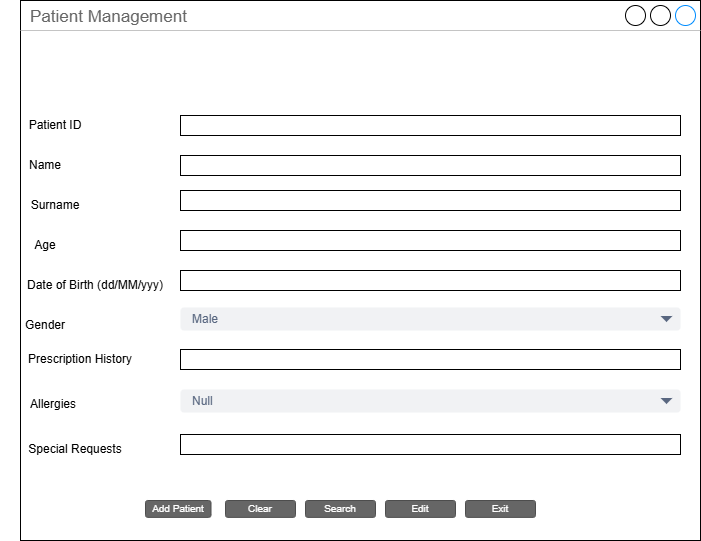 Patient Management
Patient ID
Name
Surname
Age
Date of Birth (dd/MM/yyy)
Gender
Male
Prescription History
Allergies
Null
Special Requests
Add Patient Clear Search Edit Exit